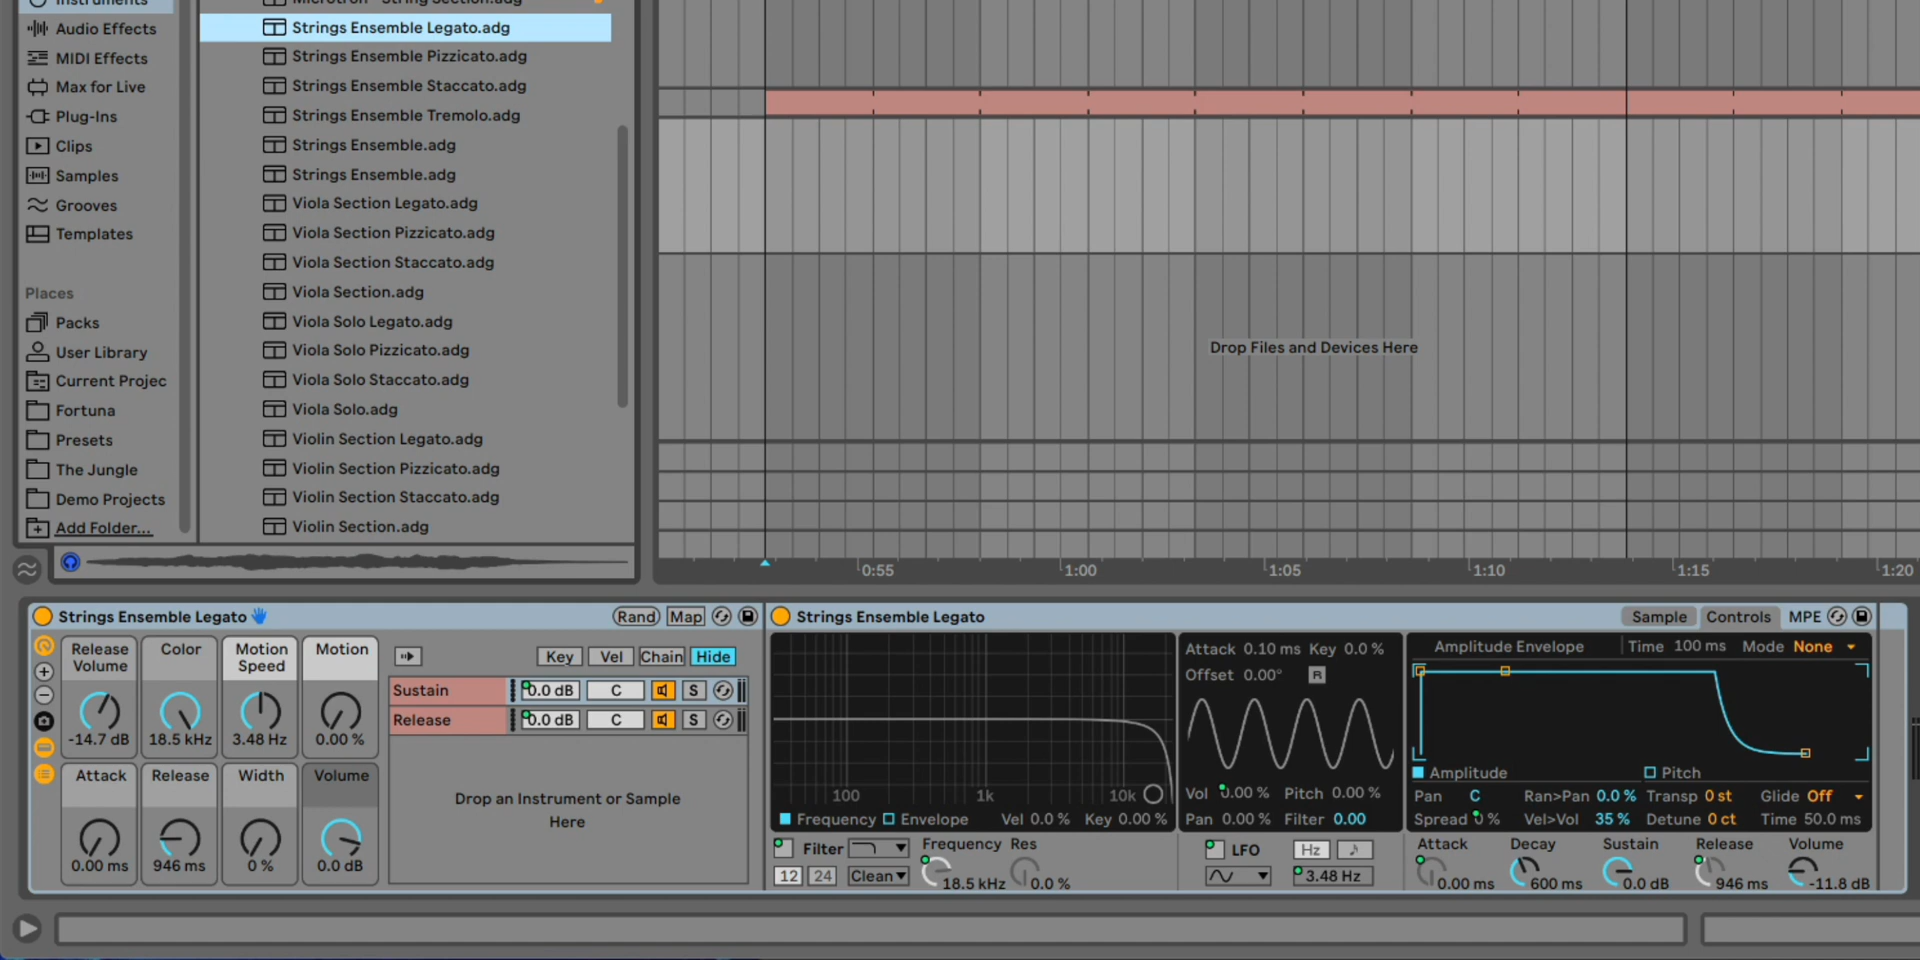 Instruments
Audio Effects
MIDI Effects
Max for Live
Plug-Ins
Clips
Samples
Grooves
Templates
Places
Packs
User Library
Current Projec
Fortuna
Presets
The Jungle
Demo Projects
Add Folder...
Microtron - String Section.adg
Strings Ensemble Legato.adg
Strings Ensemble Pizzicato.adg
Strings Ensemble Staccato.adg
Strings Ensemble Tremolo.adg
Strings Ensemble.adg
Strings Ensemble.adg
Viola Section Legato.adg
Viola Section Pizzicato.adg
Viola Section Staccato.adg
Viola Section.adg
Viola Solo Legato.adg
Viola Solo Pizzicato.adg
Viola Solo Staccato.adg
Viola Solo.adg
Violin Section Legato.adg
Violin Section Pizzicato.adg
Violin Section Staccato.adg
Violin Section.adg
Drop Files and Devices Here
0:55 1:00 1:05 1:10 1:15 1:20
Strings Ensemble Legato Rand Map
Release Volume Color Motion Speed Motion
-14.7 dB 18.5 kHz 3.48 Hz 0.00 %
Attack Release Width Volume
0.00 ms 946 ms 0 % 0.0 dB
Key Vel Chain Hide
Sustain 0.0 dB C S
Release 0.0 dB C S
Drop an Instrument or Sample
Here
Strings Ensemble Legato Sample Controls MPE
100 1k 10k
Frequency Envelope Vel 0.0 % Key 0.00 %
Filter Frequency Res
12 24 Clean 18.5 kHz 0.0 %
Attack 0.10 ms Key 0.0 %
Offset 0.00° R
Vol 0.00 % Pitch 0.00 %
Pan 0.00 % Filter 0.00
LFO Hz
3.48 Hz
Amplitude Envelope Time 100 ms Mode None
Amplitude Pitch
Pan C Ran>Pan 0.0 % Transp 0 st Glide Off
Spread 0 % Vel>Vol 35 % Detune 0 ct Time 50.0 ms
Attack Decay Sustain Release Volume
0.00 ms 600 ms 0.0 dB 946 ms -11.8 dB